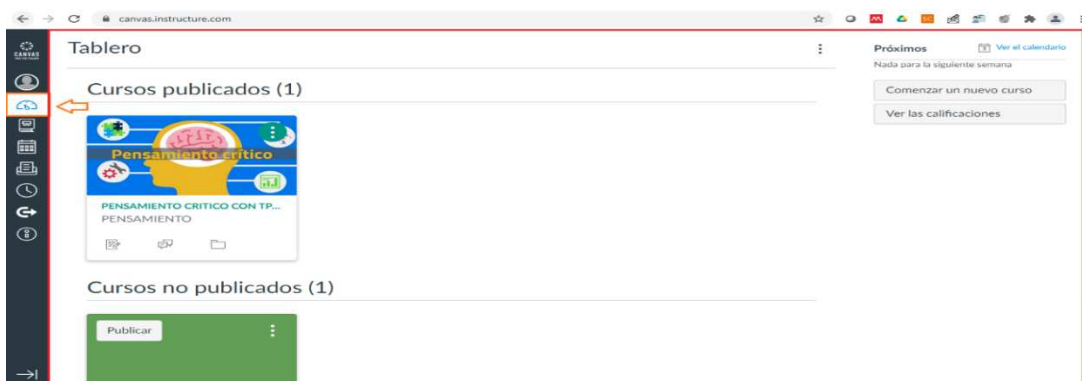 canvas.instructure.com
CANVAS
Tablero
Cursos publicados (1)
Pensamiento crítico
PENSAMIENTO CRITICO CON TP...
PENSAMIENTO
Cursos no publicados (1)
Publicar
Próximos
Ver el calendario
Nada para la siguiente semana
Comenzar un nuevo curso
Ver las calificaciones